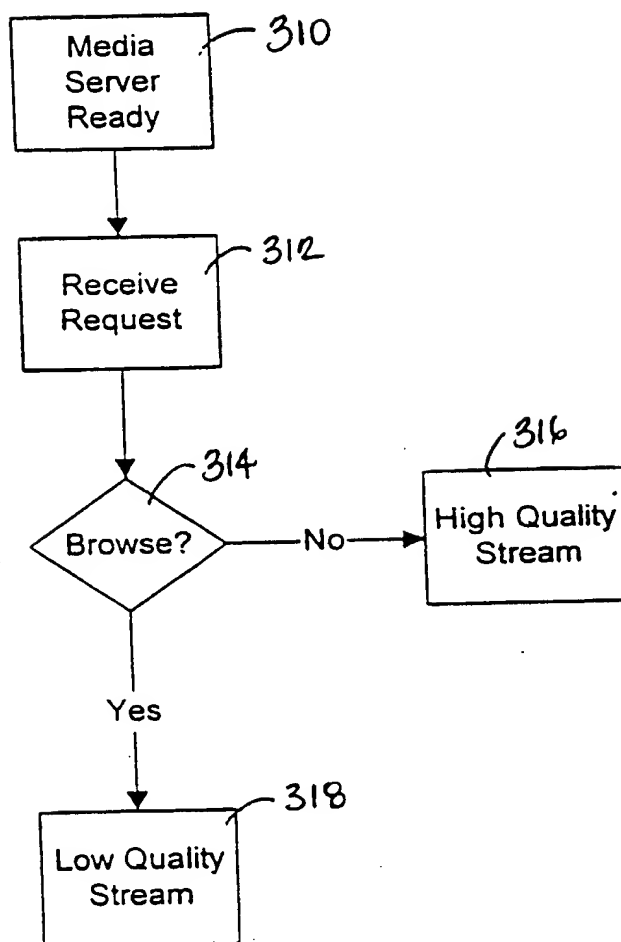 Media
Server
Ready
310
Receive
Request
312
314
Browse?
No
316
High Quality
Stream
Yes
318
Low Quality
Stream